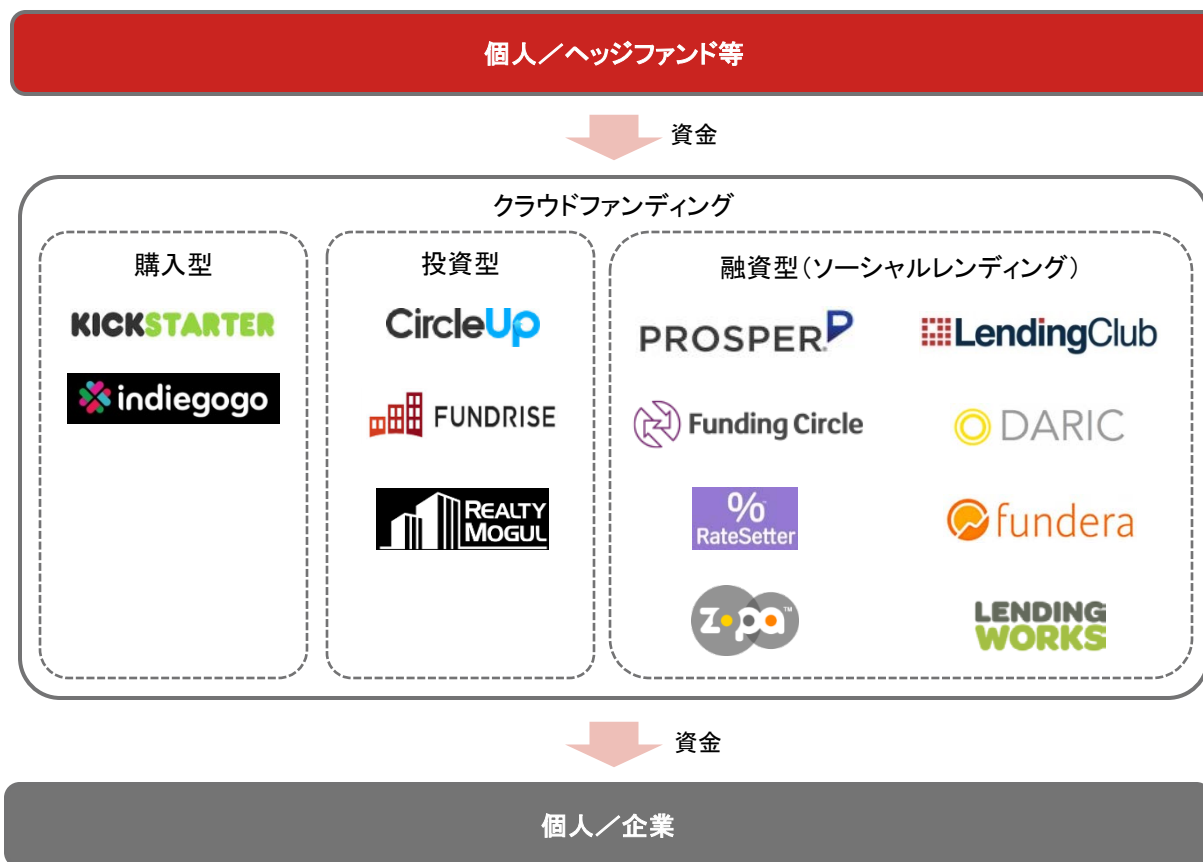 個人／ヘッジファンド等
資金
クラウドファンディング
購入型
KICKSTARTER
indiegogo
投資型
CircleUp
FUNDRISE
REALTY
MOGUL
融資型（ソーシャルレンディング）
PROSPER
LendingClub
Funding Circle
DARIC
%
RateSetter
fundera
zopa™
LENDING
WORKS
資金
個人／企業